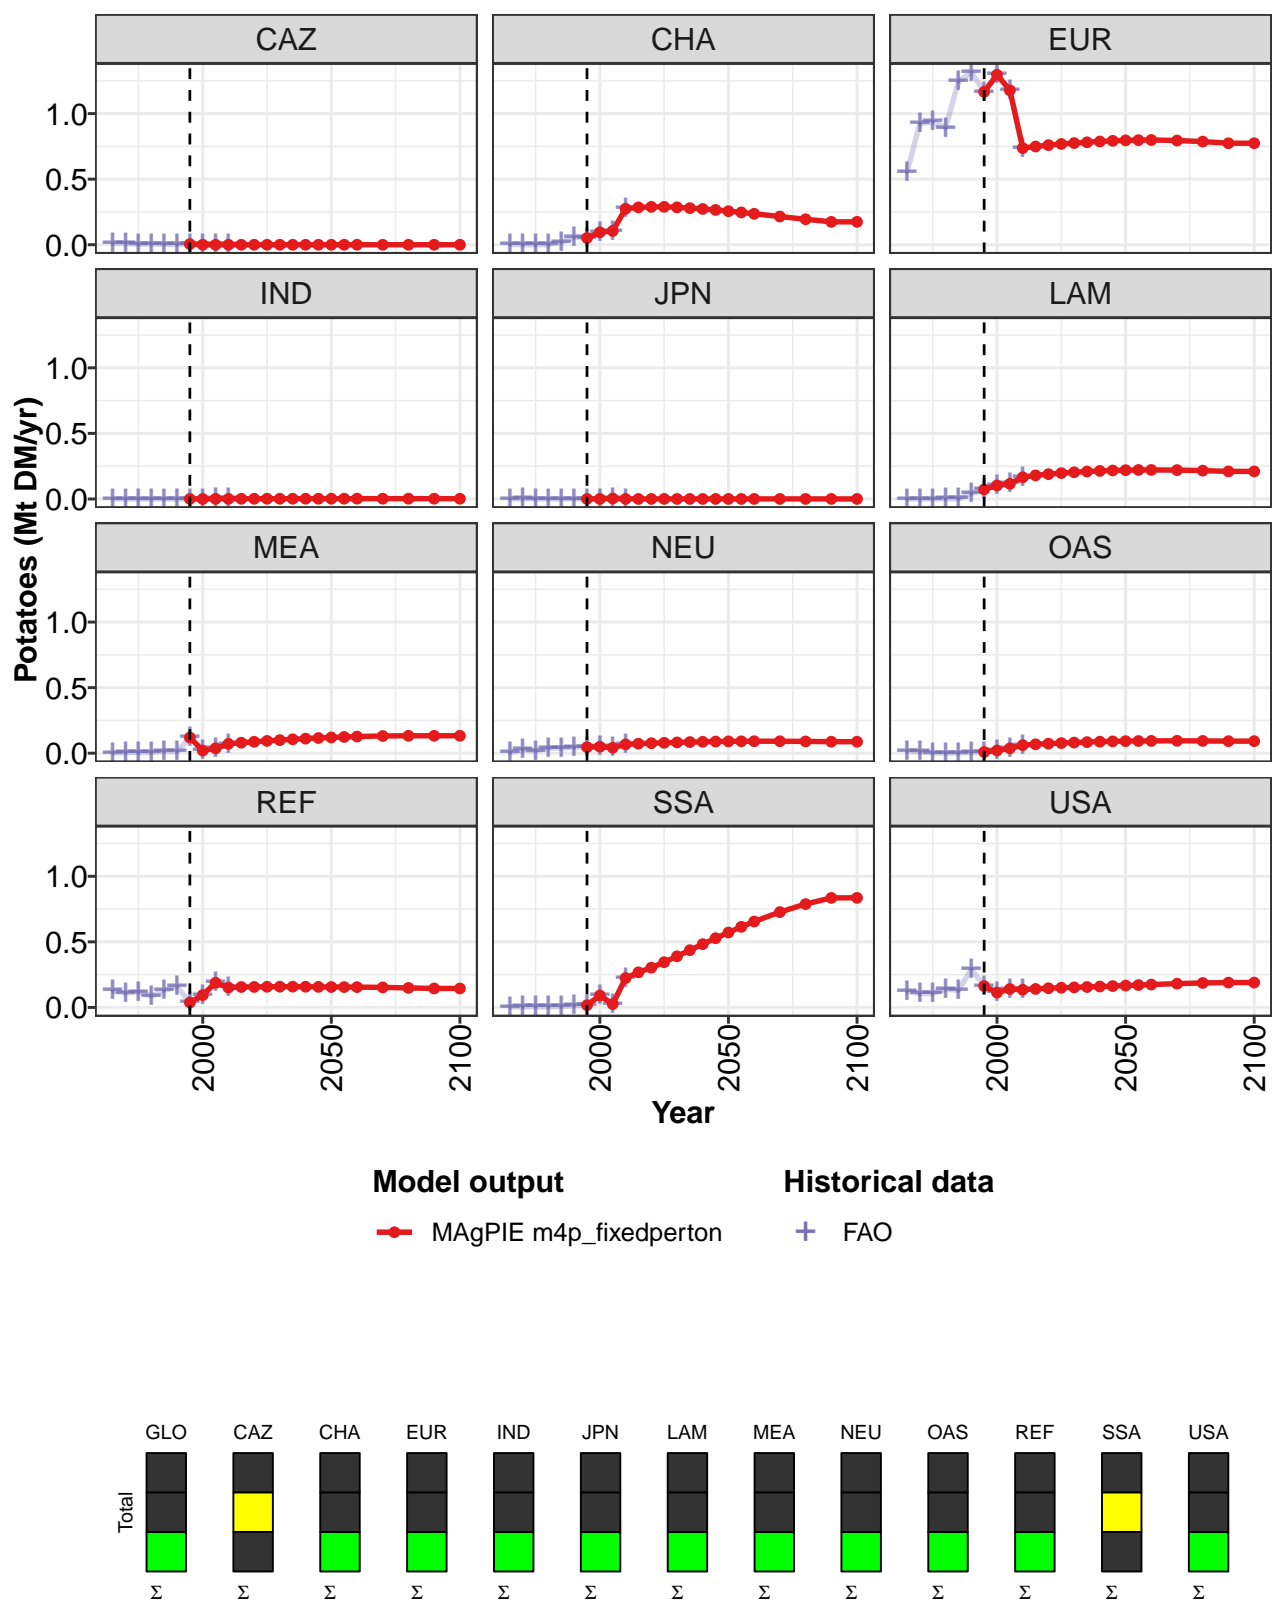 CAZ CHA EUR
1.0
0.5
0.0
IND JPN LAM
1.0
0.5
0.0
MEA NEU OAS
1.0
0.5
0.0
REF SSA USA
1.0
0.5
0.0
Potatoes (Mt DM/yr)
2000 2050 2100 2000 2050 2100 2000 2050 2100
Year
Model output Historical data
MAgPIE m4p_fixedperton FAO
GLO CAZ CHA EUR IND JPN LAM MEA NEU OAS REF SSA USA
Total
Σ Σ Σ Σ Σ Σ Σ Σ Σ Σ Σ Σ Σ